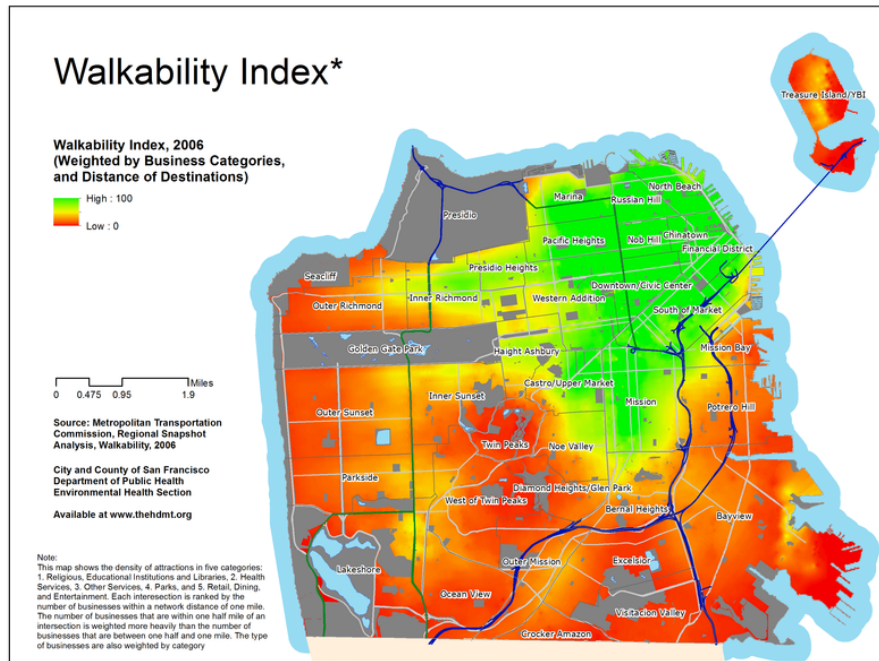 Walkability Index*
Walkability Index, 2006
(Weighted by Business Categories,
and Distance of Destinations)
High : 100
Low : 0
Miles
0 0.475 0.95 1.9
Source: Metropolitan Transportation
Commission, Regional Snapshot
Analysis, Walkability, 2006
City and County of San Francisco
Department of Public Health
Environmental Health Section
Available at www.thehdmt.org
Note:
This map shows the density of attractions in five categories:
1. Religious, Educational Institutions and Libraries, 2. Health
Services, 3. Other Services, 4. Parks, and 5. Retail, Dining,
and Entertainment. Each interesection is ranked by the
number of businesses within a network distance of one mile.
The number of businesses that are within one half mile of an
intersection is weighted more heavily than the number of
businesses that are between one half and one mile. The type
of businesses are also weighted by category
Treasure Island/YBI
North Beach
Marina
Russian Hill
Presidio
Chinatown
Pacific Heights
Nob Hill
Financial District
Presidio Heights
Seacliff
Downtown/Civic Center
Inner Richmond
Western Addition
Outer Richmond
South of Market
Golden Gate Park
Haight Ashbury
Mission Bay
Castro/Upper Market
Inner Sunset
Mission
Potrero Hill
Outer Sunset
Twin Peaks
Noe Valley
Parkside
Diamond Heights/Glen Park
West of Twin Peaks
Bernal Heights
Bayview
Outer Mission
Excelsior
Lakeshore
Ocean View
Visitacion Valley
Crocker Amazon